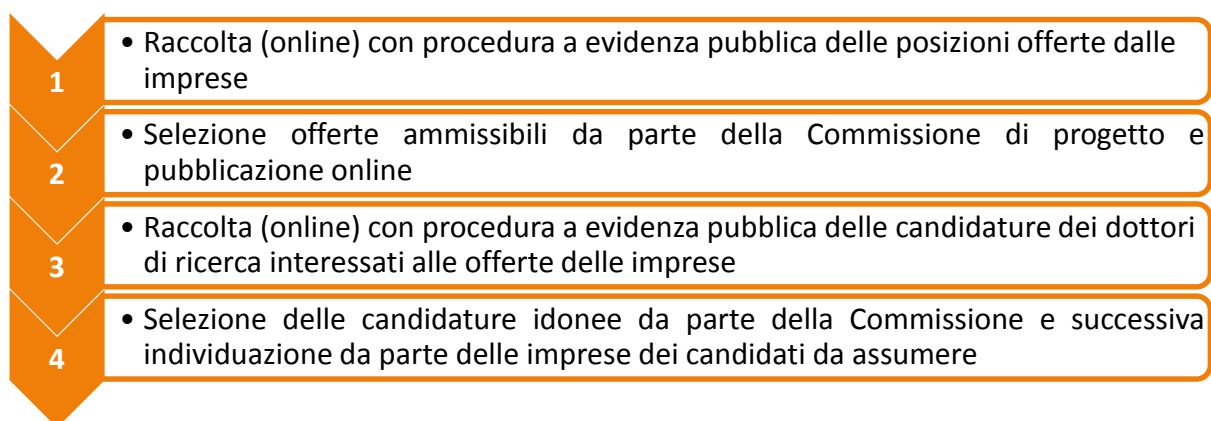 1
• Raccolta (online) con procedura a evidenza pubblica delle posizioni offerte dalle
imprese
2
• Selezione offerte ammissibili da parte della Commissione di progetto e
pubblicazione online
3
• Raccolta (online) con procedura a evidenza pubblica delle candidature dei dottori
di ricerca interessati alle offerte delle imprese
4
• Selezione delle candidature idonee da parte della Commissione e successiva
individuazione da parte delle imprese dei candidati da assumere